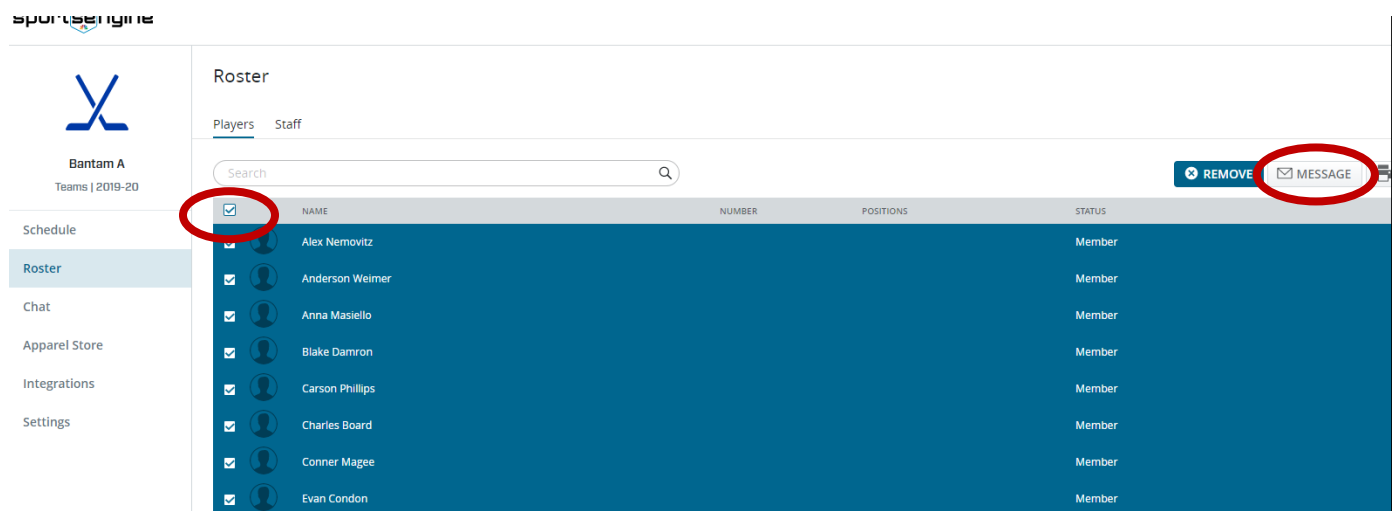 sportsengine
Roster
Players Staff
Bantam A
Teams | 2019-20
Search
REMOVE MESSAGE
NAME NUMBER POSITIONS STATUS
Schedule
Roster
Chat
Apparel Store
Integrations
Settings
Alex Nemovitz Member
Anderson Weimer Member
Anna Masiello Member
Blake Damron Member
Carson Phillips Member
Charles Board Member
Conner Magee Member
Evan Condon Member